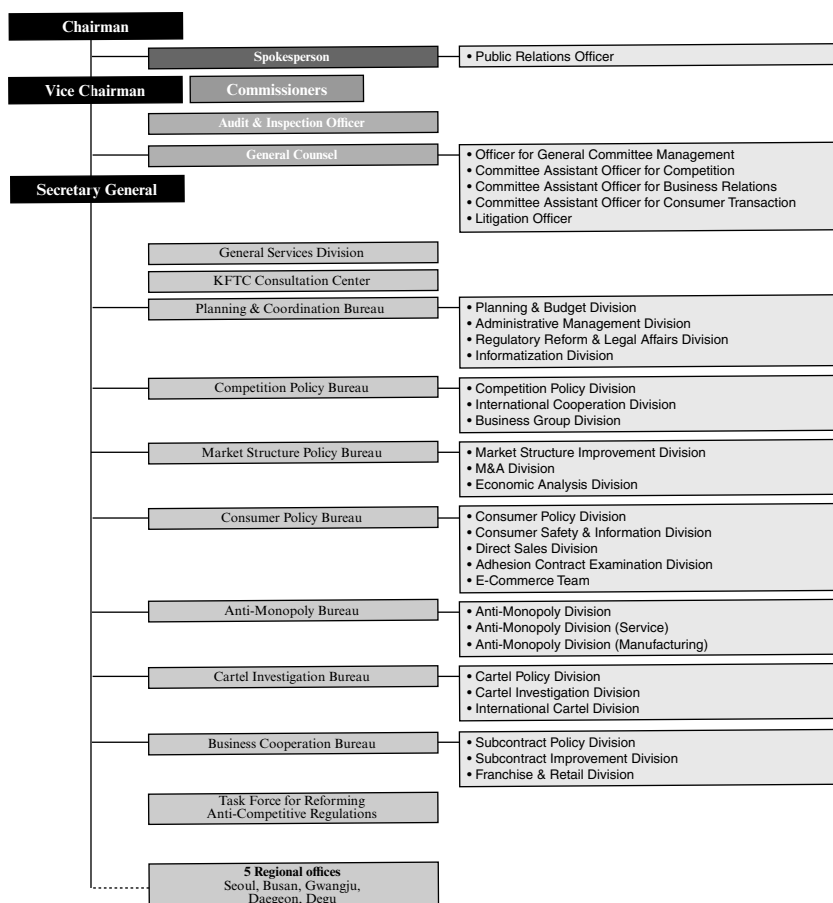 Chairman
Spokesperson
• Public Relations Officer
Vice Chairman
Commissioners
Audit & Inspection Officer
General Counsel
• Officer for General Committee Management
• Committee Assistant Officer for Competition
• Committee Assistant Officer for Business Relations
• Committee Assistant Officer for Consumer Transaction
• Litigation Officer
Secretary General
General Services Division
KFTC Consultation Center
Planning & Coordination Bureau
• Planning & Budget Division
• Administrative Management Division
• Regulatory Reform & Legal Affairs Division
• Informatization Division
Competition Policy Bureau
• Competition Policy Division
• International Cooperation Division
• Business Group Division
Market Structure Policy Bureau
• Market Structure Improvement Division
• M&A Division
• Economic Analysis Division
Consumer Policy Bureau
• Consumer Policy Division
• Consumer Safety & Information Division
• Direct Sales Division
• Adhesion Contract Examination Division
• E-Commerce Team
Anti-Monopoly Bureau
• Anti-Monopoly Division
• Anti-Monopoly Division (Service)
• Anti-Monopoly Division (Manufacturing)
Cartel Investigation Bureau
• Cartel Policy Division
• Cartel Investigation Division
• International Cartel Division
Business Cooperation Bureau
• Subcontract Policy Division
• Subcontract Improvement Division
• Franchise & Retail Division
Task Force for Reforming
Anti-Competitive Regulations
5 Regional offices
Seoul, Busan, Gwangju,
Daegeon, Degu